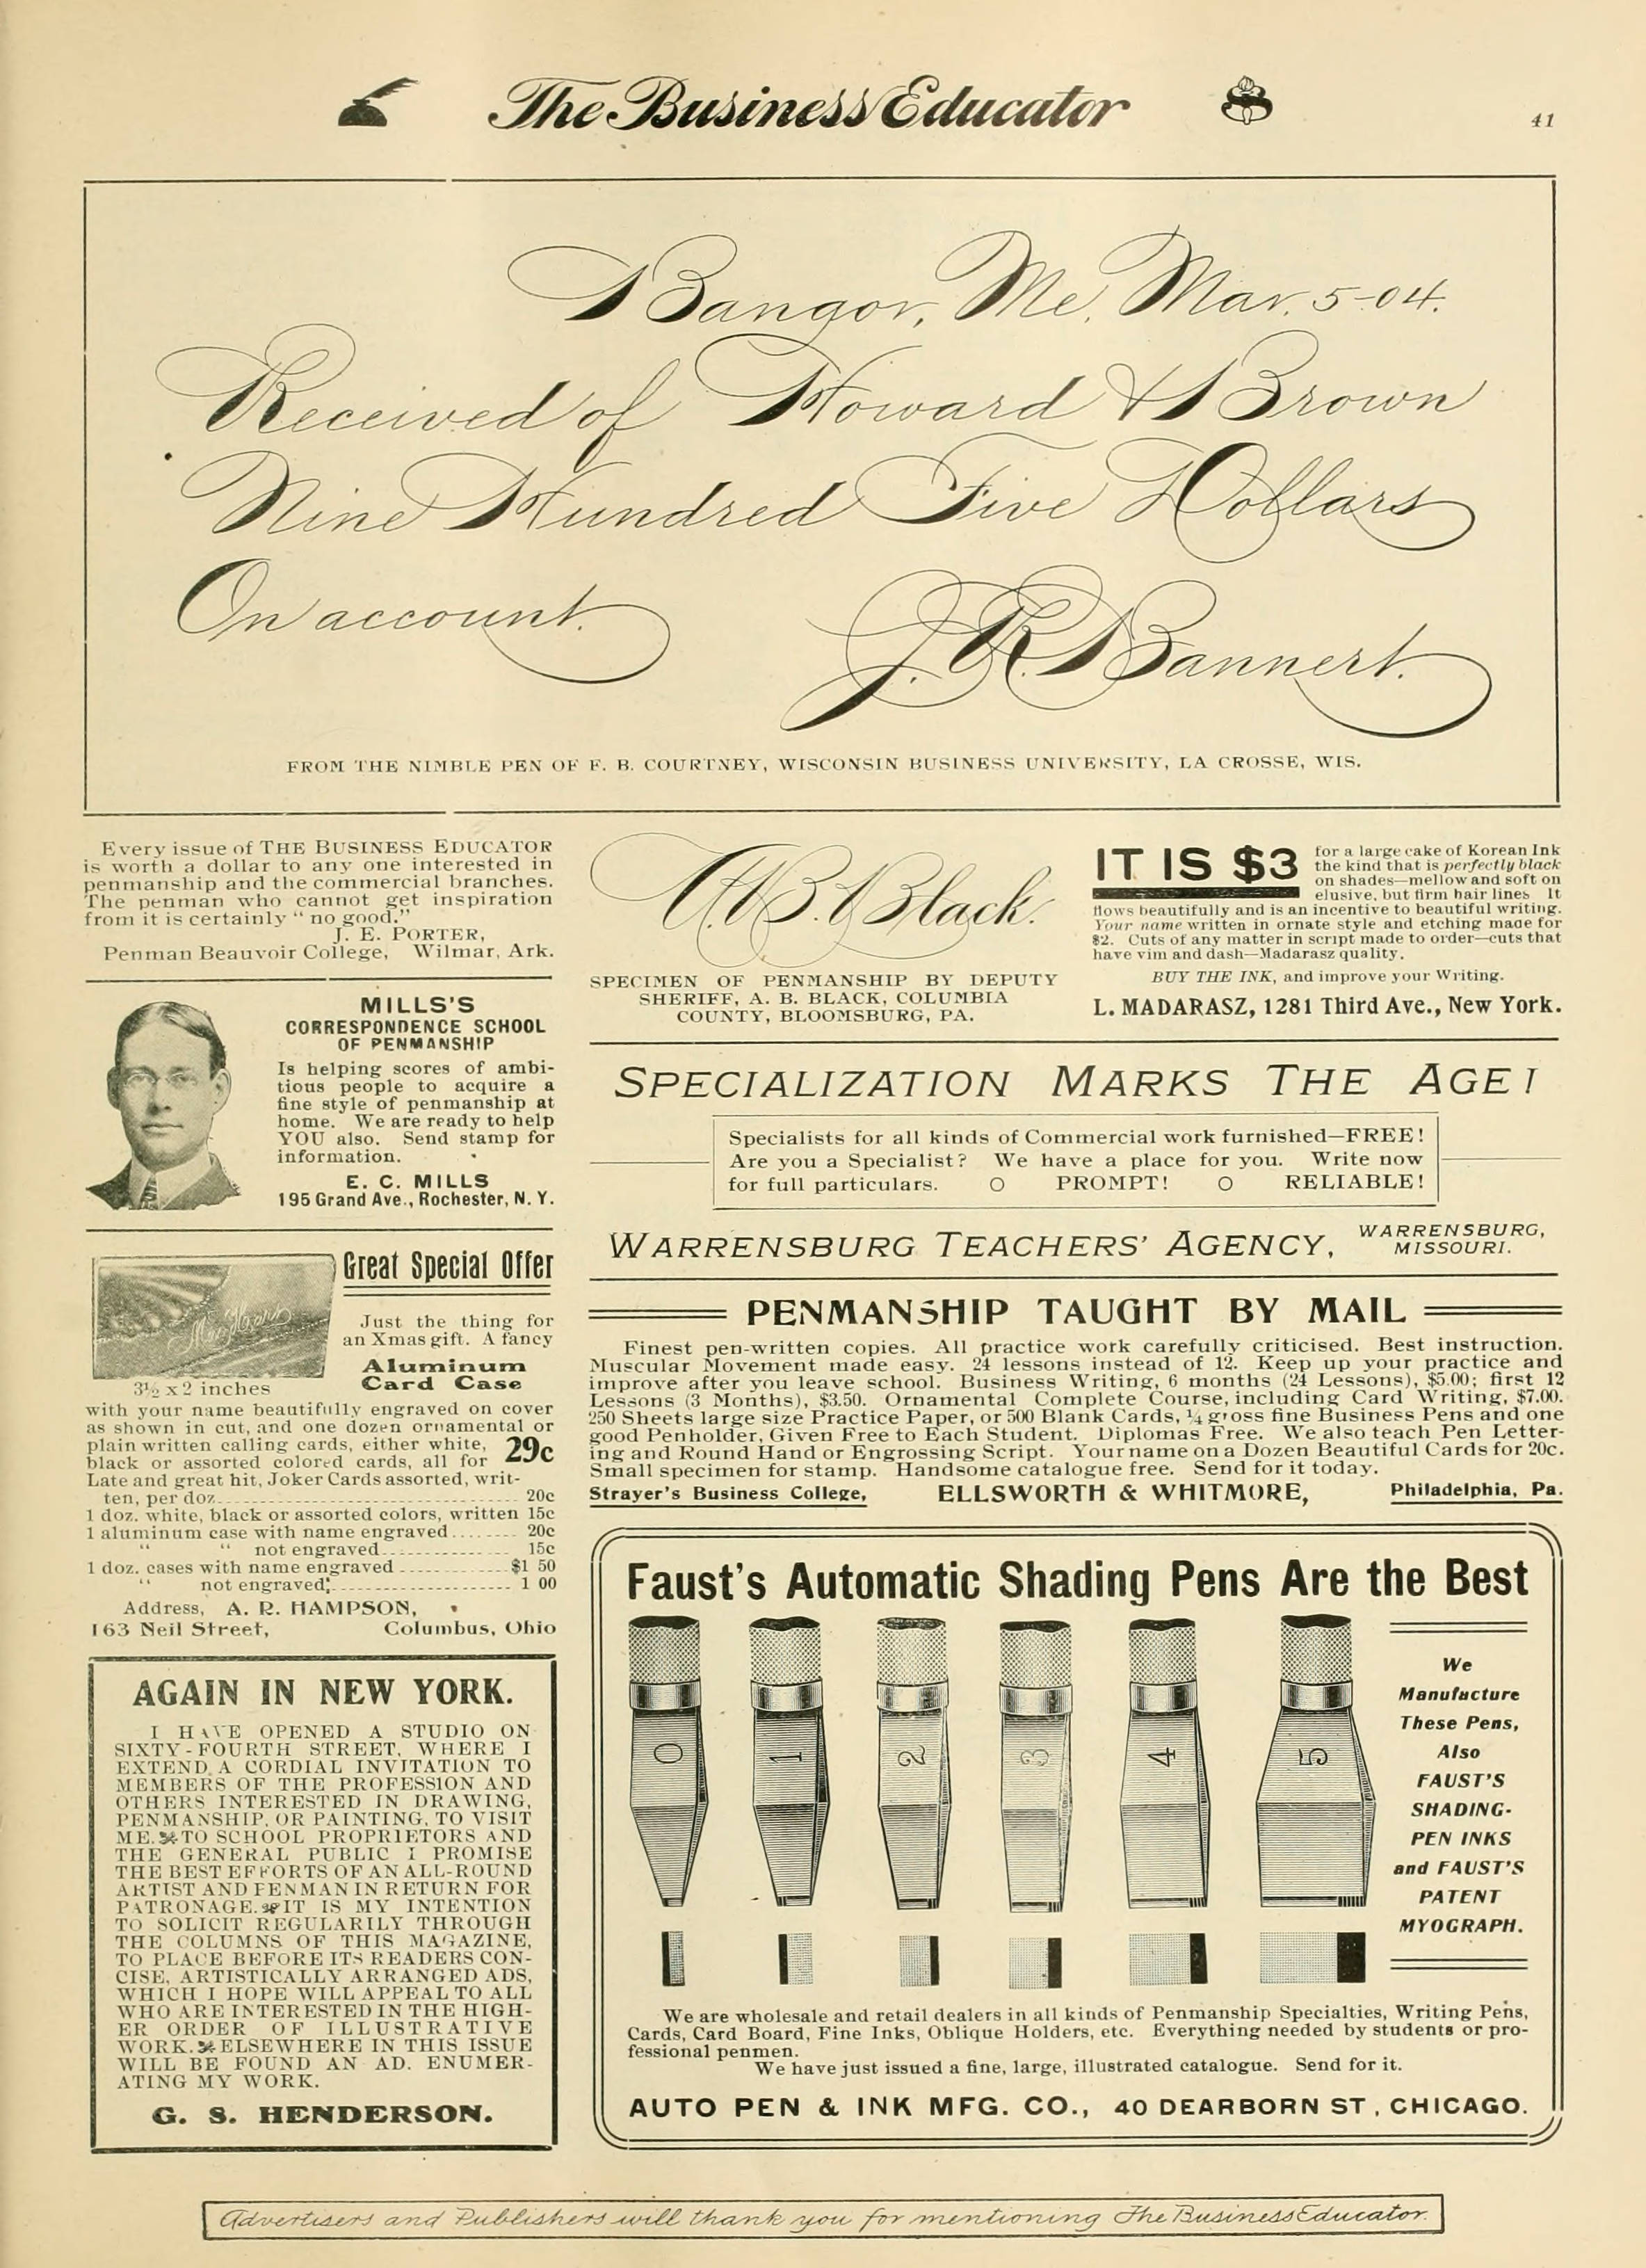 The Business Educator
41
Bangor, Me, Mar. 5-04.
Received of Howard & Brown
Nine Hundred Five Dollars
On account.
J. R. Bannert.
FROM THE NIMBLE PEN OF F. B. COURTNEY, WISCONSIN BUSINESS UNIVERSITY, LA CROSSE, WIS.
Every issue of THE BUSINESS EDUCATOR
is worth a dollar to any one interested in
penmanship and the commercial branches.
The penman who cannot get inspiration
from it is certainly "no good."
J. E. PORTER,
Penman Beauvoir College, Wilmar, Ark.
MILLS'S
CORRESPONDENCE SCHOOL
OF PENMANSHIP
Is helping scores of ambi-
tious people to acquire a
fine style of penmanship at
home. We are ready to help
YOU also. Send stamp for
information.
E. C. MILLS
195 Grand Ave., Rochester, N. Y.
Great Special Offer
Just the thing for
an Xmas gift. A fancy
Aluminum
Card Case
3½ x 2 inches
with your name beautifully engraved on cover
as shown in cut, and one dozen ornamental or
plain written calling cards, either white,
black or assorted colored cards, all for 29c
Late and great hit, Joker Cards assorted, writ-
ten, per doz. 20c
1 doz. white, black or assorted colors, written 15c
1 aluminum case with name engraved 20c
" " not engraved 15c
1 doz. cases with name engraved $1 50
" not engraved 1 00
Address, A. R. HAMPSON,
163 Neil Street, Columbus, Ohio
AGAIN IN NEW YORK.
I HAVE OPENED A STUDIO ON
SIXTY-FOURTH STREET, WHERE I
EXTEND A CORDIAL INVITATION TO
MEMBERS OF THE PROFESSION AND
OTHERS INTERESTED IN DRAWING,
PENMANSHIP, OR PAINTING, TO VISIT
ME. TO SCHOOL PROPRIETORS AND
THE GENERAL PUBLIC I PROMISE
THE BEST EFFORTS OF AN ALL-ROUND
ARTIST AND PENMAN IN RETURN FOR
PATRONAGE. IT IS MY INTENTION
TO SOLICIT REGULARILY THROUGH
THE COLUMNS OF THIS MAGAZINE,
TO PLACE BEFORE ITS READERS CON-
CISE, ARTISTICALLY ARRANGED ADS,
WHICH I HOPE WILL APPEAL TO ALL
WHO ARE INTERESTED IN THE HIGH-
ER ORDER OF ILLUSTRATIVE
WORK. ELSEWHERE IN THIS ISSUE
WILL BE FOUND AN AD. ENUMER-
ATING MY WORK.
G. S. HENDERSON.
A. B. Black.
SPECIMEN OF PENMANSHIP BY DEPUTY
SHERIFF, A. B. BLACK, COLUMBIA
COUNTY, BLOOMSBURG, PA.
IT IS $3
for a large cake of Korean Ink
the kind that is perfectly black
on shades—mellow and soft on
elusive, but firm hair lines It
flows beautifully and is an incentive to beautiful writing.
Your name written in ornate style and etching made for
$2. Cuts of any matter in script made to order—cuts that
have vim and dash—Madarasz quality.
BUY THE INK, and improve your Writing.
L. MADARASZ, 1281 Third Ave., New York.
SPECIALIZATION MARKS THE AGE!
Specialists for all kinds of Commercial work furnished—FREE!
Are you a Specialist? We have a place for you. Write now
for full particulars. O PROMPT! O RELIABLE!
WARRENSBURG TEACHERS' AGENCY, WARRENSBURG,
MISSOURI.
PENMANSHIP TAUGHT BY MAIL
Finest pen-written copies. All practice work carefully criticised. Best instruction.
Muscular Movement made easy. 24 lessons instead of 12. Keep up your practice and
improve after you leave school. Business Writing, 6 months (24 Lessons), $5.00; first 12
Lessons (3 Months), $3.50. Ornamental Complete Course, including Card Writing, $7.00.
250 Sheets large size Practice Paper, or 500 Blank Cards, ¼ gross fine Business Pens and one
good Penholder, Given Free to Each Student. Diplomas Free. We also teach Pen Letter-
ing and Round Hand or Engrossing Script. Your name on a Dozen Beautiful Cards for 20c.
Small specimen for stamp. Handsome catalogue free. Send for it today.
Strayer's Business College, ELLSWORTH & WHITMORE, Philadelphia, Pa.
Faust's Automatic Shading Pens Are the Best
0 1 2 3 4 5
We
Manufacture
These Pens,
Also
FAUST'S
SHADING-
PEN INKS
and FAUST'S
PATENT
MYOGRAPH.
We are wholesale and retail dealers in all kinds of Penmanship Specialties, Writing Pens,
Cards, Card Board, Fine Inks, Oblique Holders, etc. Everything needed by students or pro-
fessional penmen.
We have just issued a fine, large, illustrated catalogue. Send for it.
AUTO PEN & INK MFG. CO., 40 DEARBORN ST, CHICAGO.
Advertisers and Publishers will thank you for mentioning The Business Educator.